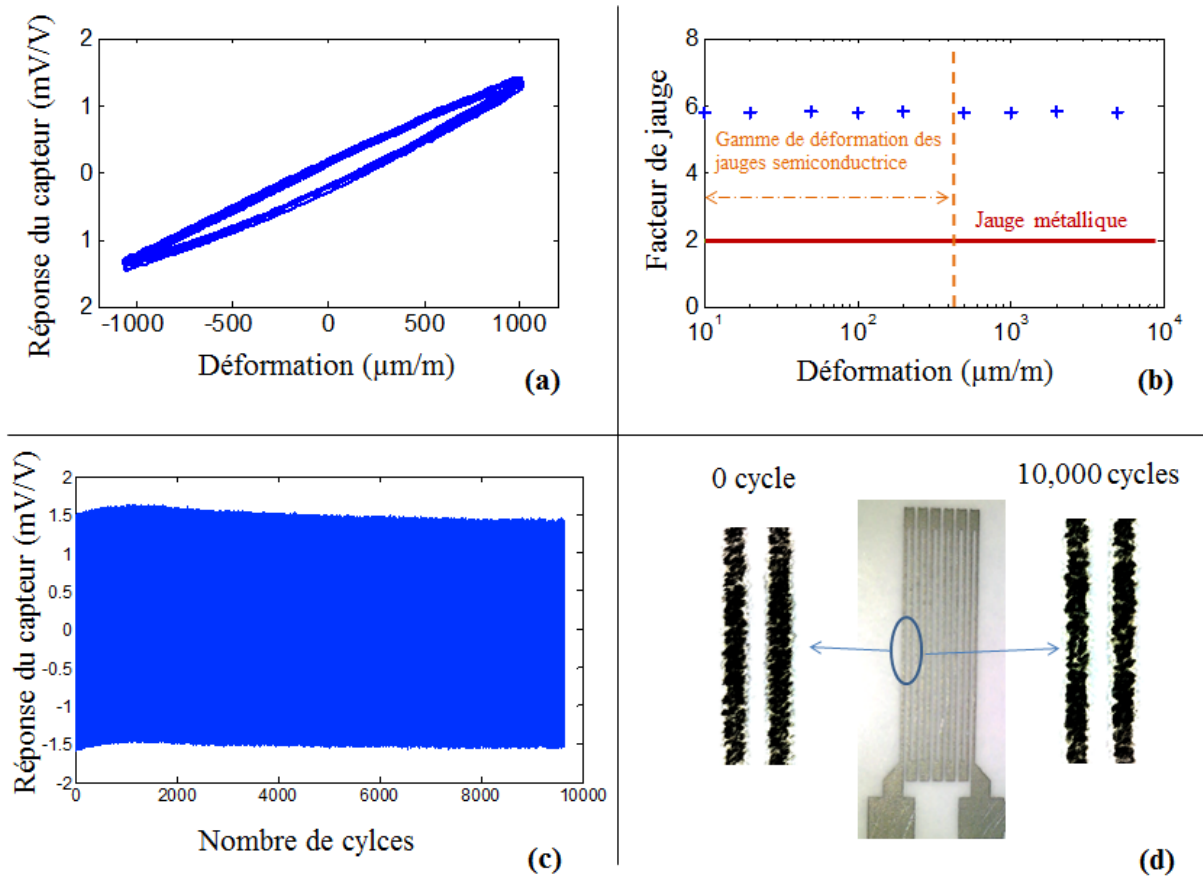 2
1
0
1
2
Réponse du capteur (mV/V)
-1000 -500 0 500 1000
Déformation (µm/m)
(a)
8
6
4
2
0
Facteur de jauge
Gamme de déformation des
jauges semiconductrice
Jauge métallique
10¹ 10² 10³ 10⁴
Déformation (µm/m)
(b)
2
1.5
1
0.5
0
-0.5
-1
-1.5
-2
Réponse du capteur (mV/V)
0 2000 4000 6000 8000 10000
Nombre de cylces
(c)
0 cycle
10,000 cycles
(d)